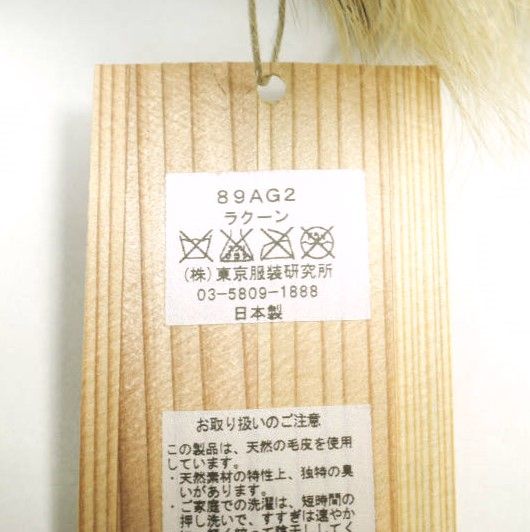 89AG2
ラクーン
(株)東京服装研究所
03-5809-1888
日本製
お取り扱いのご注意
この製品は、天然の毛皮を使用
しています。
・天然素材の特性上、独特の臭
いがあります。
・ご家庭での洗濯は、短時間の
押し洗いで、すすぎは速やか